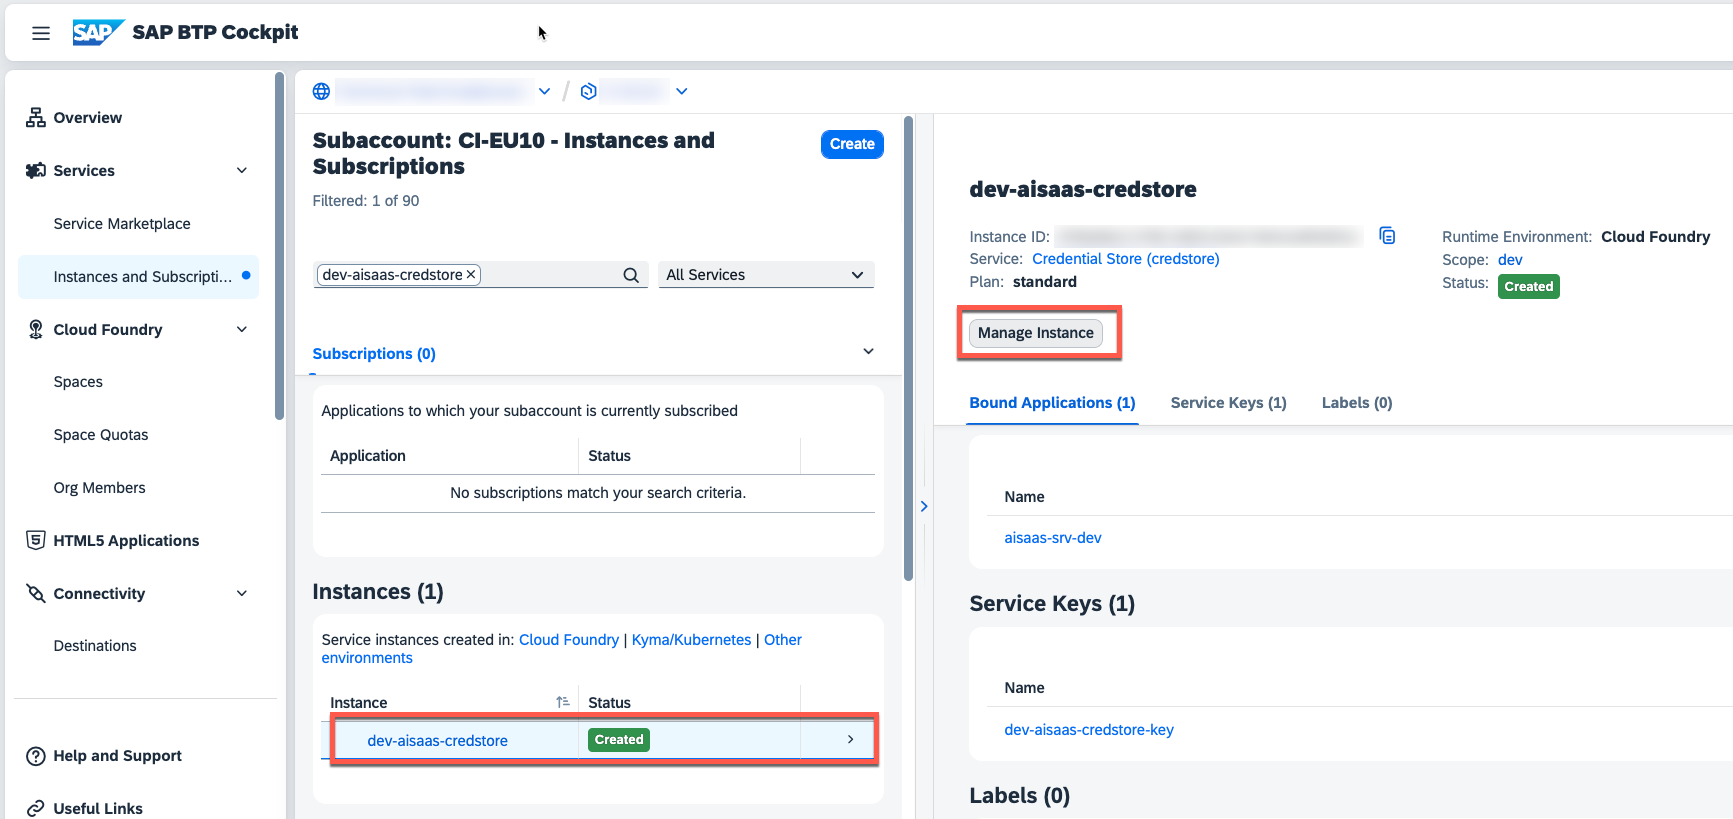 SAP SAP BTP Cockpit
Overview
Services
Service Marketplace
Instances and Subscripti...
Cloud Foundry
Spaces
Space Quotas
Org Members
HTML5 Applications
Connectivity
Destinations
Help and Support
Useful Links
/
Subaccount: CI-EU10 - Instances and
Subscriptions
Create
Filtered: 1 of 90
dev-aisaas-credstore
All Services
Subscriptions (0)
Applications to which your subaccount is currently subscribed
Application Status
No subscriptions match your search criteria.
Instances (1)
Service instances created in: Cloud Foundry | Kyma/Kubernetes | Other
environments
Instance Status
dev-aisaas-credstore Created
dev-aisaas-credstore
Instance ID:
Service: Credential Store (credstore)
Plan: standard
Runtime Environment: Cloud Foundry
Scope: dev
Status: Created
Manage Instance
Bound Applications (1) Service Keys (1) Labels (0)
Name
aisaas-srv-dev
Service Keys (1)
Name
dev-aisaas-credstore-key
Labels (0)